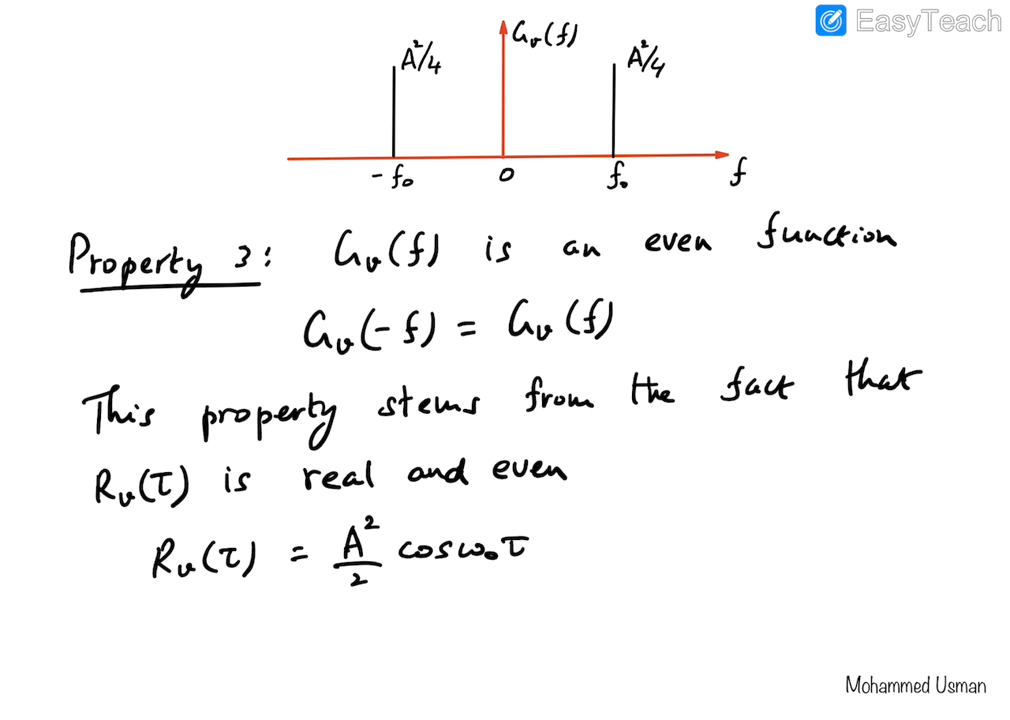 EasyTeach
Gᵥ(f)
A²/4
A²/4
-f₀
0
f₀
f
Property 3: Gᵥ(f) is an even function
Gᵥ(-f) = Gᵥ(f)
This property stems from the fact that
Rᵥ(τ) is real and even
Rᵥ(τ) = A²/2 cosω₀τ
Mohammed Usman